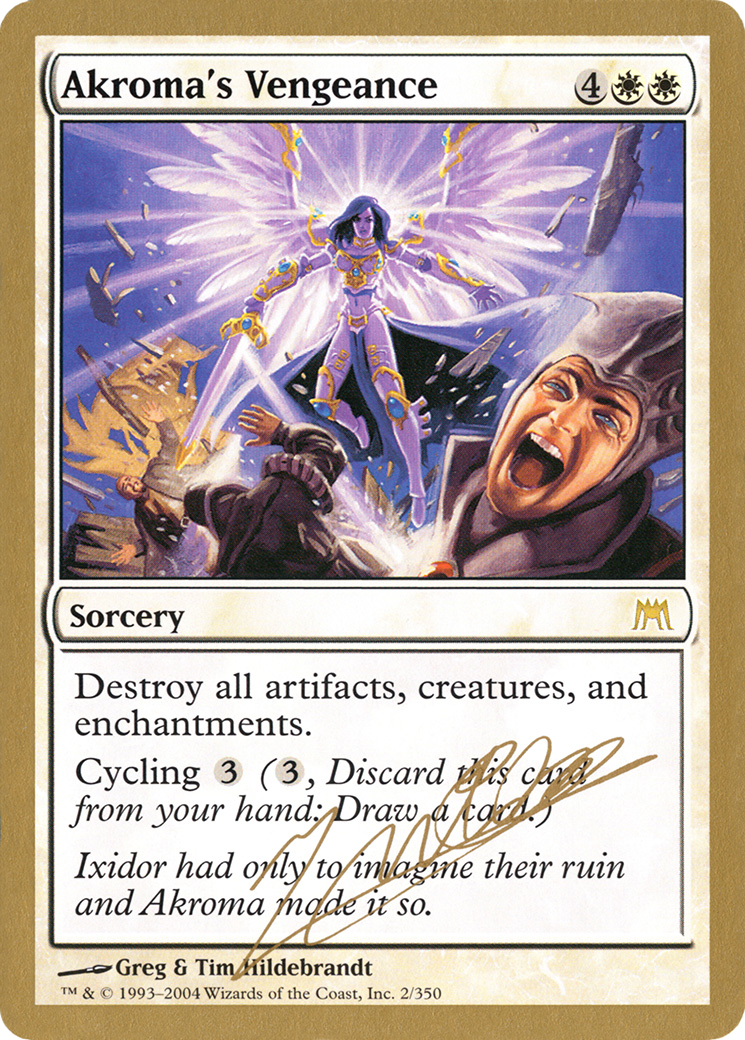 Akroma's Vengeance 4
Sorcery
Destroy all artifacts, creatures, and
enchantments.
Cycling 3 (3, Discard this card
from your hand: Draw a card.)
Ixidor had only to imagine their ruin
and Akroma made it so.
Greg & Tim Hildebrandt
™ & © 1993–2004 Wizards of the Coast, Inc. 2/350